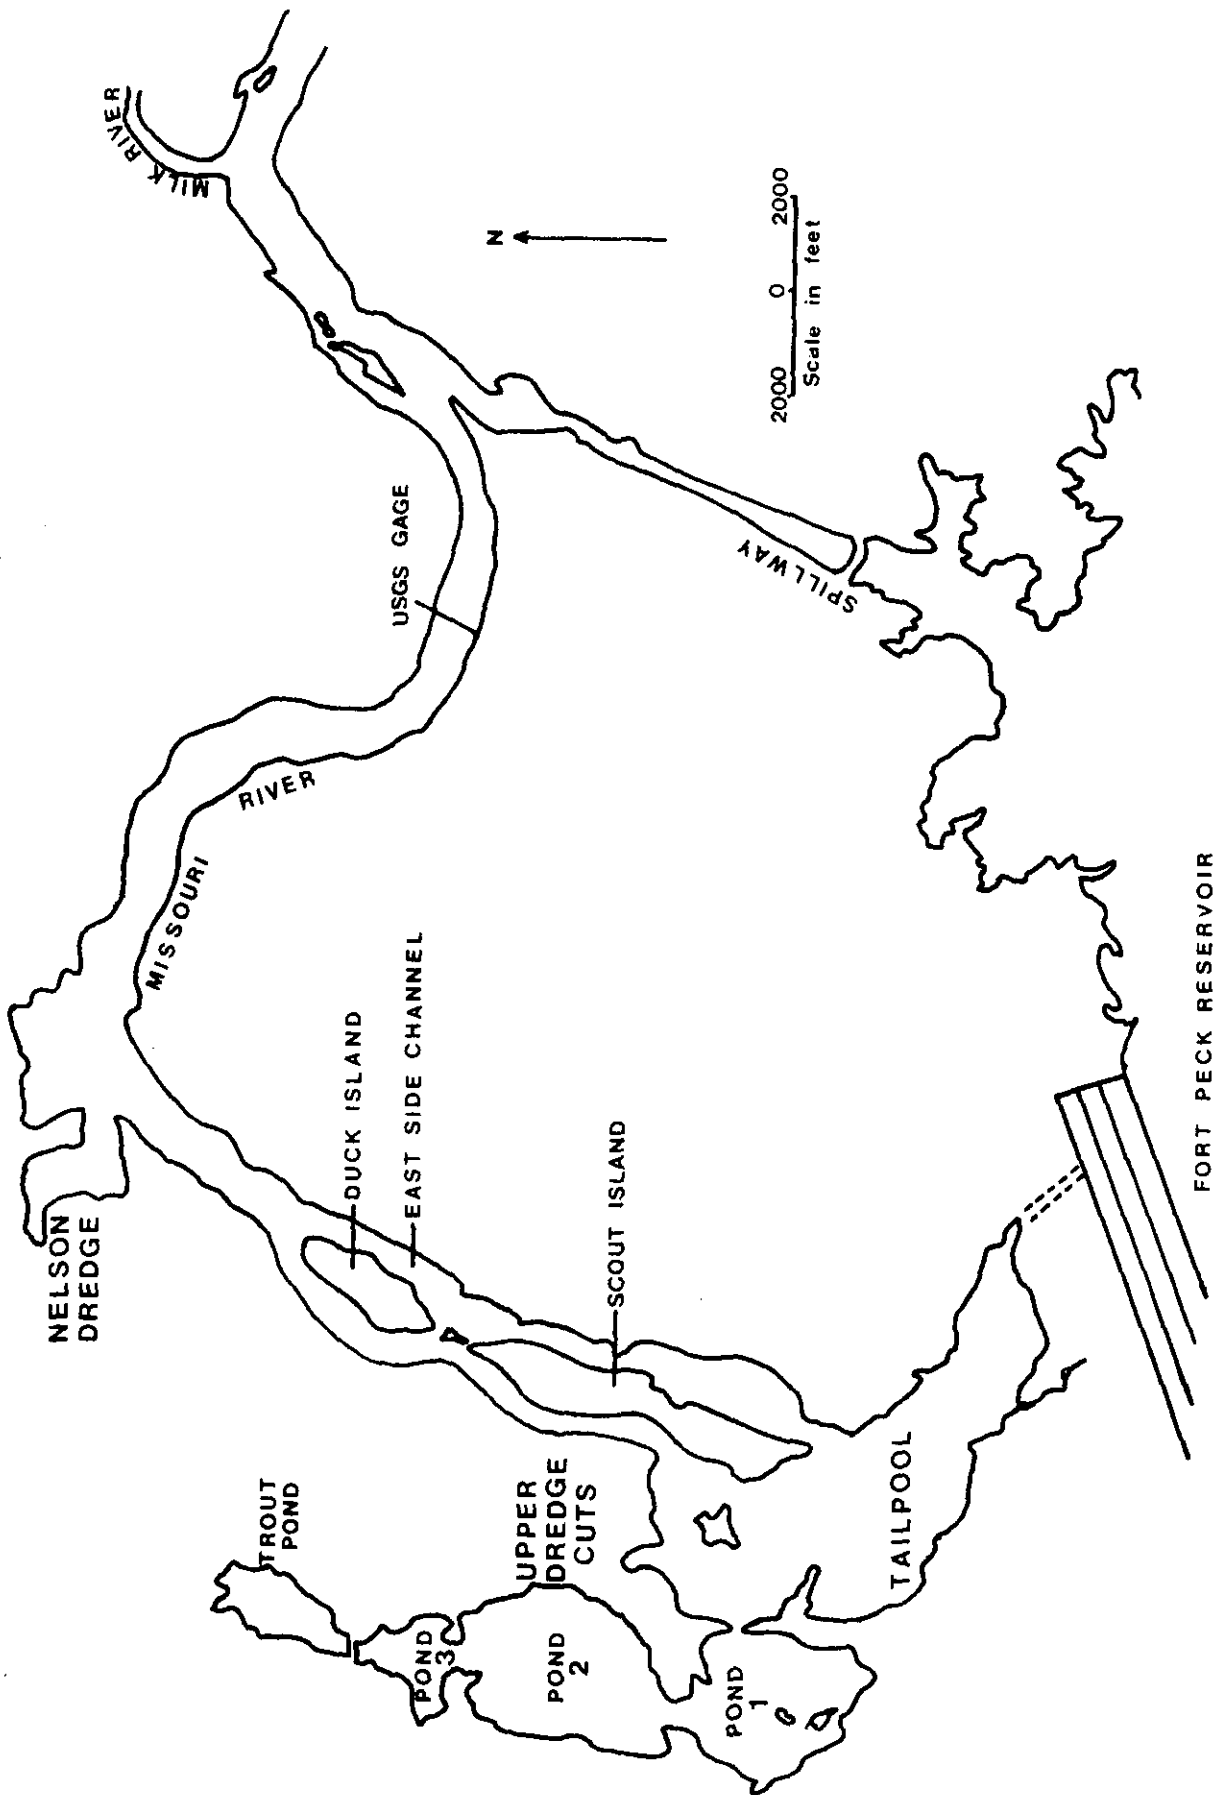 MILK RIVER
N
2000 0 2000
Scale in feet
USGS GAGE
SPILLWAY
MISSOURI
RIVER
NELSON
DREDGE
DUCK ISLAND
EAST SIDE CHANNEL
SCOUT ISLAND
TROUT
POND
UPPER
DREDGE
CUTS
POND
3
POND
2
POND
1
TAILPOOL
FORT PECK RESERVOIR